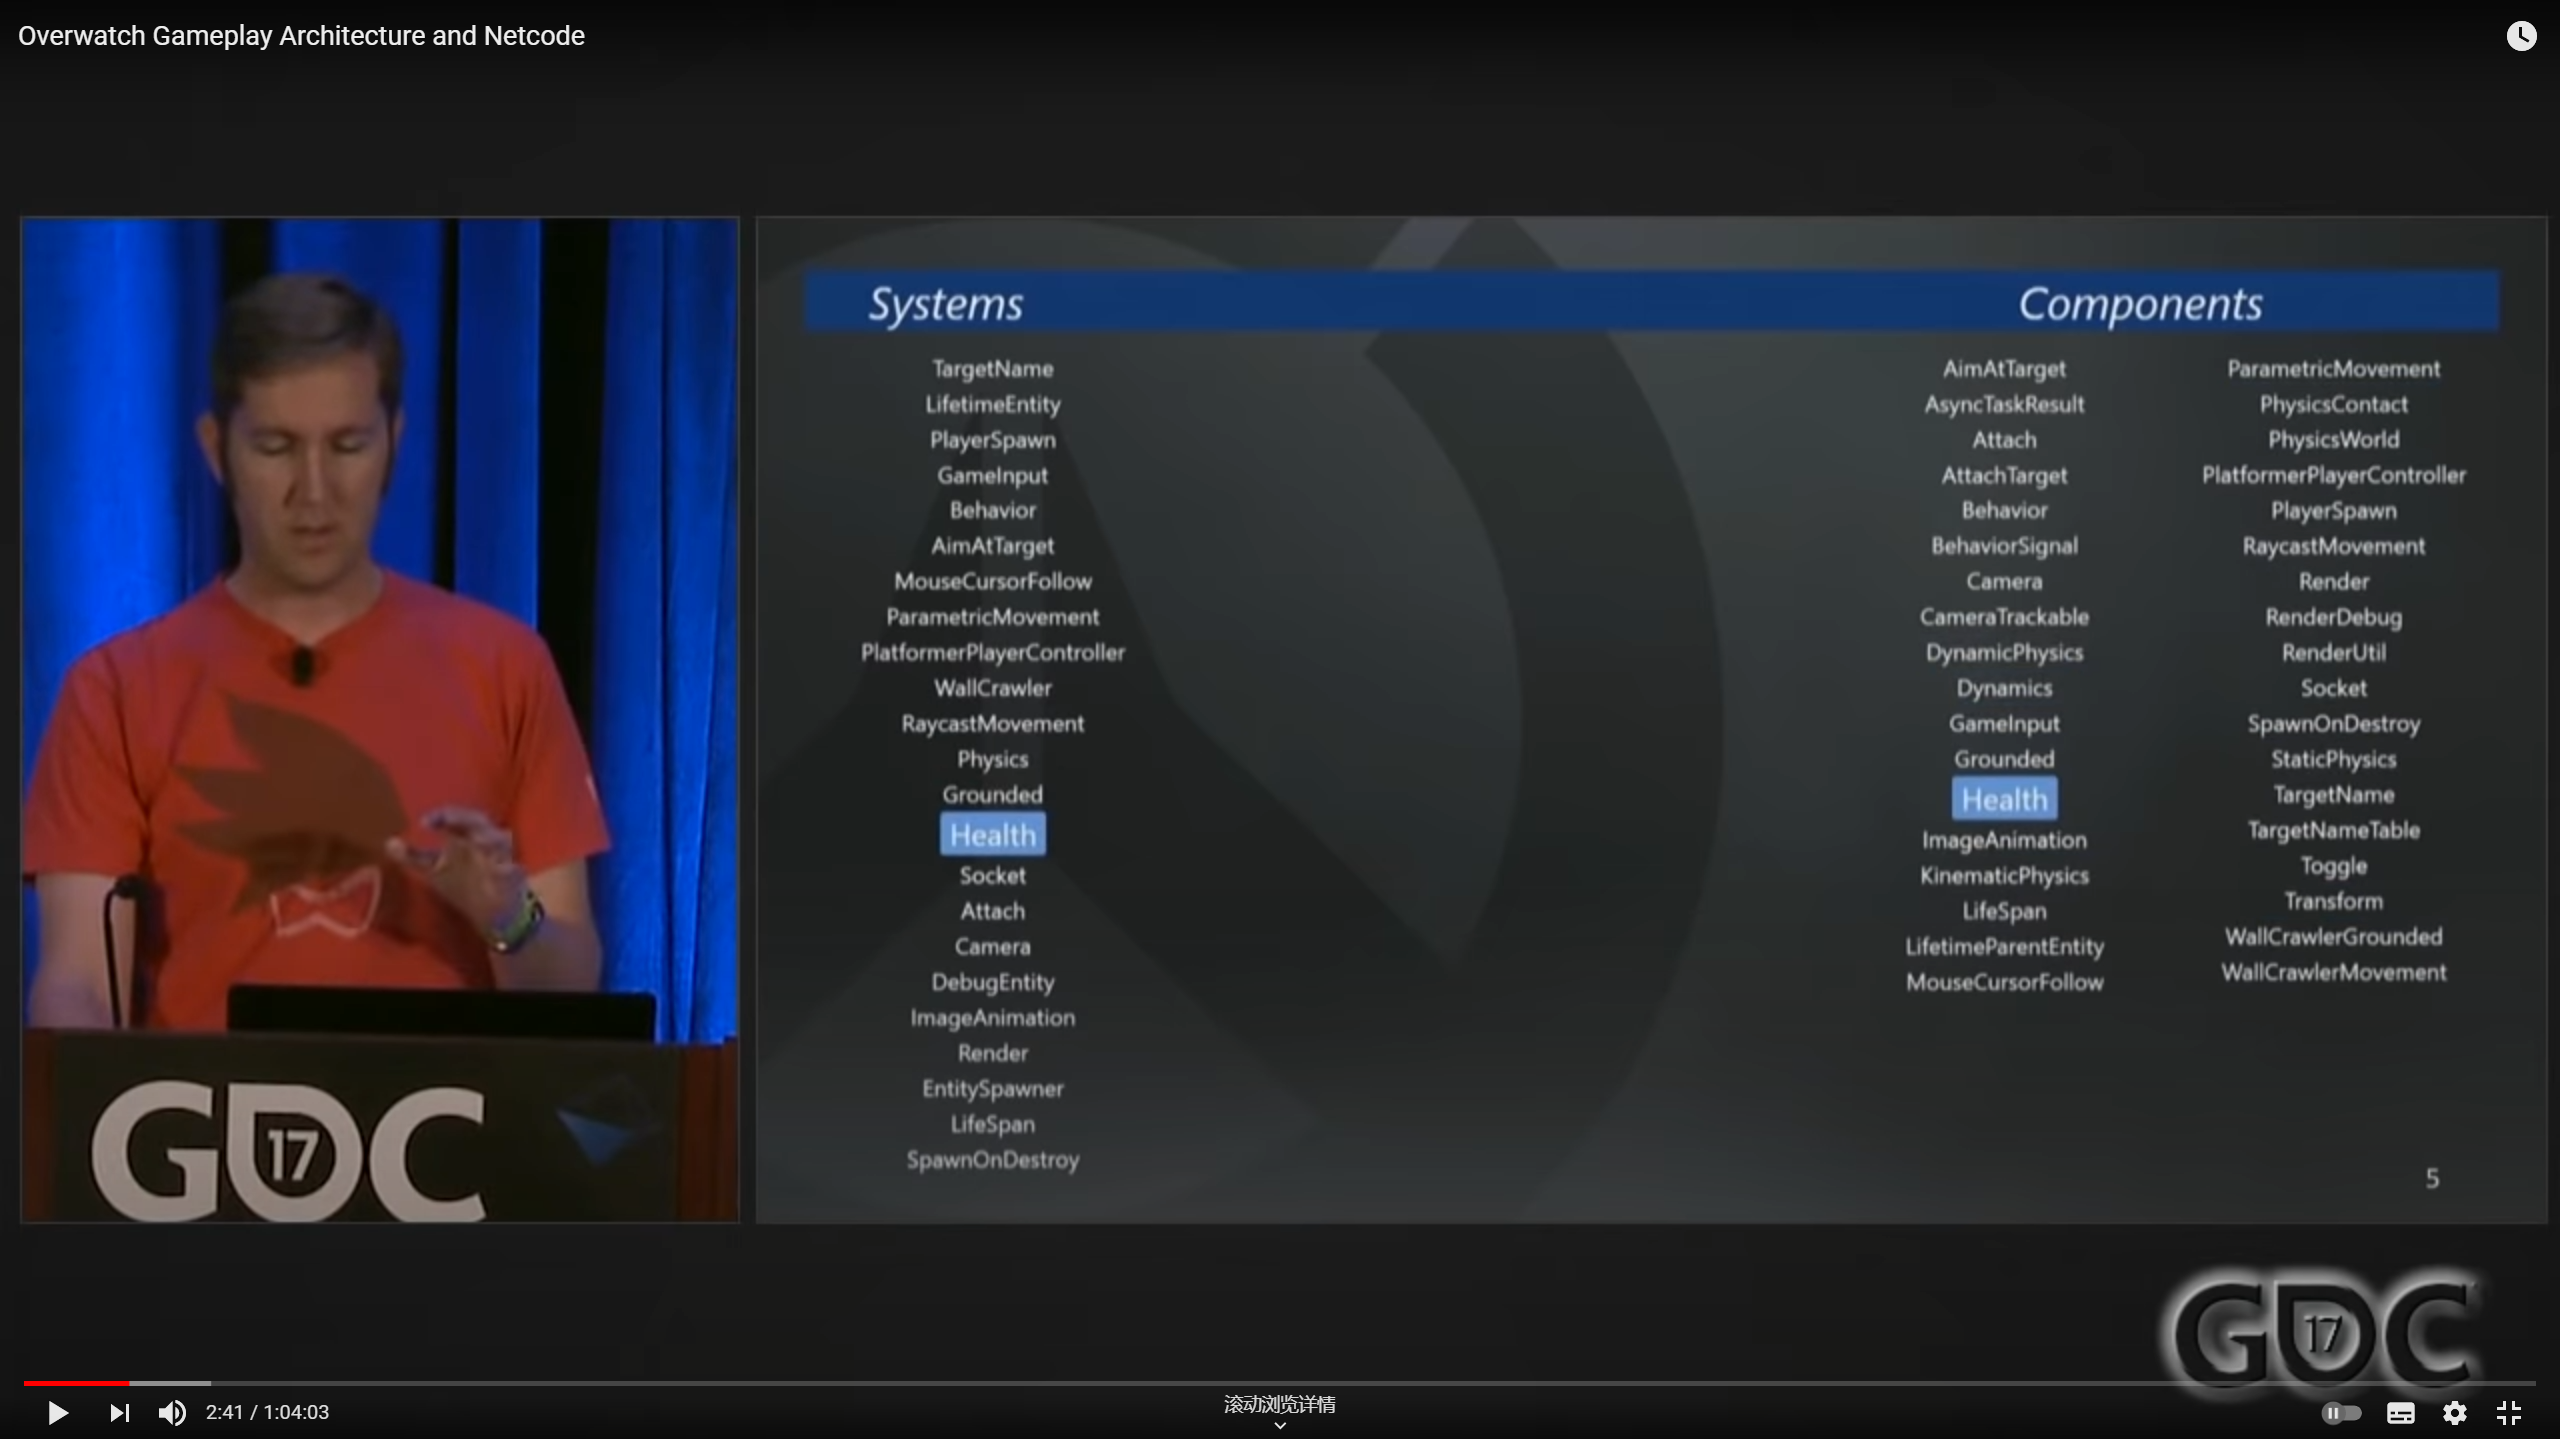 Overwatch Gameplay Architecture and Netcode
Systems
Components
TargetName
LifetimeEntity
PlayerSpawn
GameInput
Behavior
AimAtTarget
MouseCursorFollow
ParametricMovement
PlatformerPlayerController
WallCrawler
RaycastMovement
Physics
Grounded
Health
Socket
Attach
Camera
DebugEntity
ImageAnimation
Render
EntitySpawner
LifeSpan
SpawnOnDestroy
AimAtTarget
AsyncTaskResult
Attach
AttachTarget
Behavior
BehaviorSignal
Camera
CameraTrackable
DynamicPhysics
Dynamics
GameInput
Grounded
Health
ImageAnimation
KinematicPhysics
LifeSpan
LifetimeParentEntity
MouseCursorFollow
ParametricMovement
PhysicsContact
PhysicsWorld
PlatformerPlayerController
PlayerSpawn
RaycastMovement
Render
RenderDebug
RenderUtil
Socket
SpawnOnDestroy
StaticPhysics
TargetName
TargetNameTable
Toggle
Transform
WallCrawlerGrounded
WallCrawlerMovement
5
GDC 17
GDC 17
2:41 / 1:04:03
滚动浏览详情